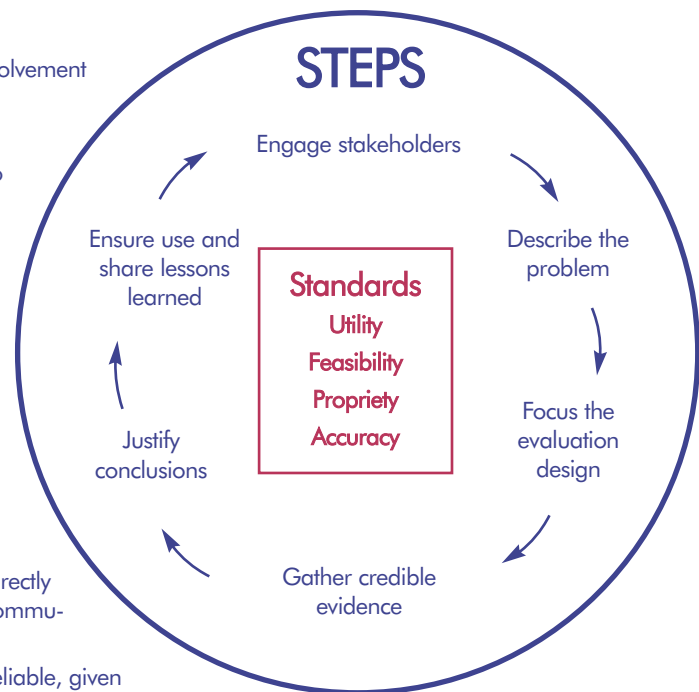 olvement
STEPS
Engage stakeholders
Describe the
problem
Focus the
evaluation
design
Gather credible
evidence
Justify
conclusions
Ensure use and
share lessons
learned
Standards
Utility
Feasibility
Propriety
Accuracy
rectly
ommu-
eliable, given